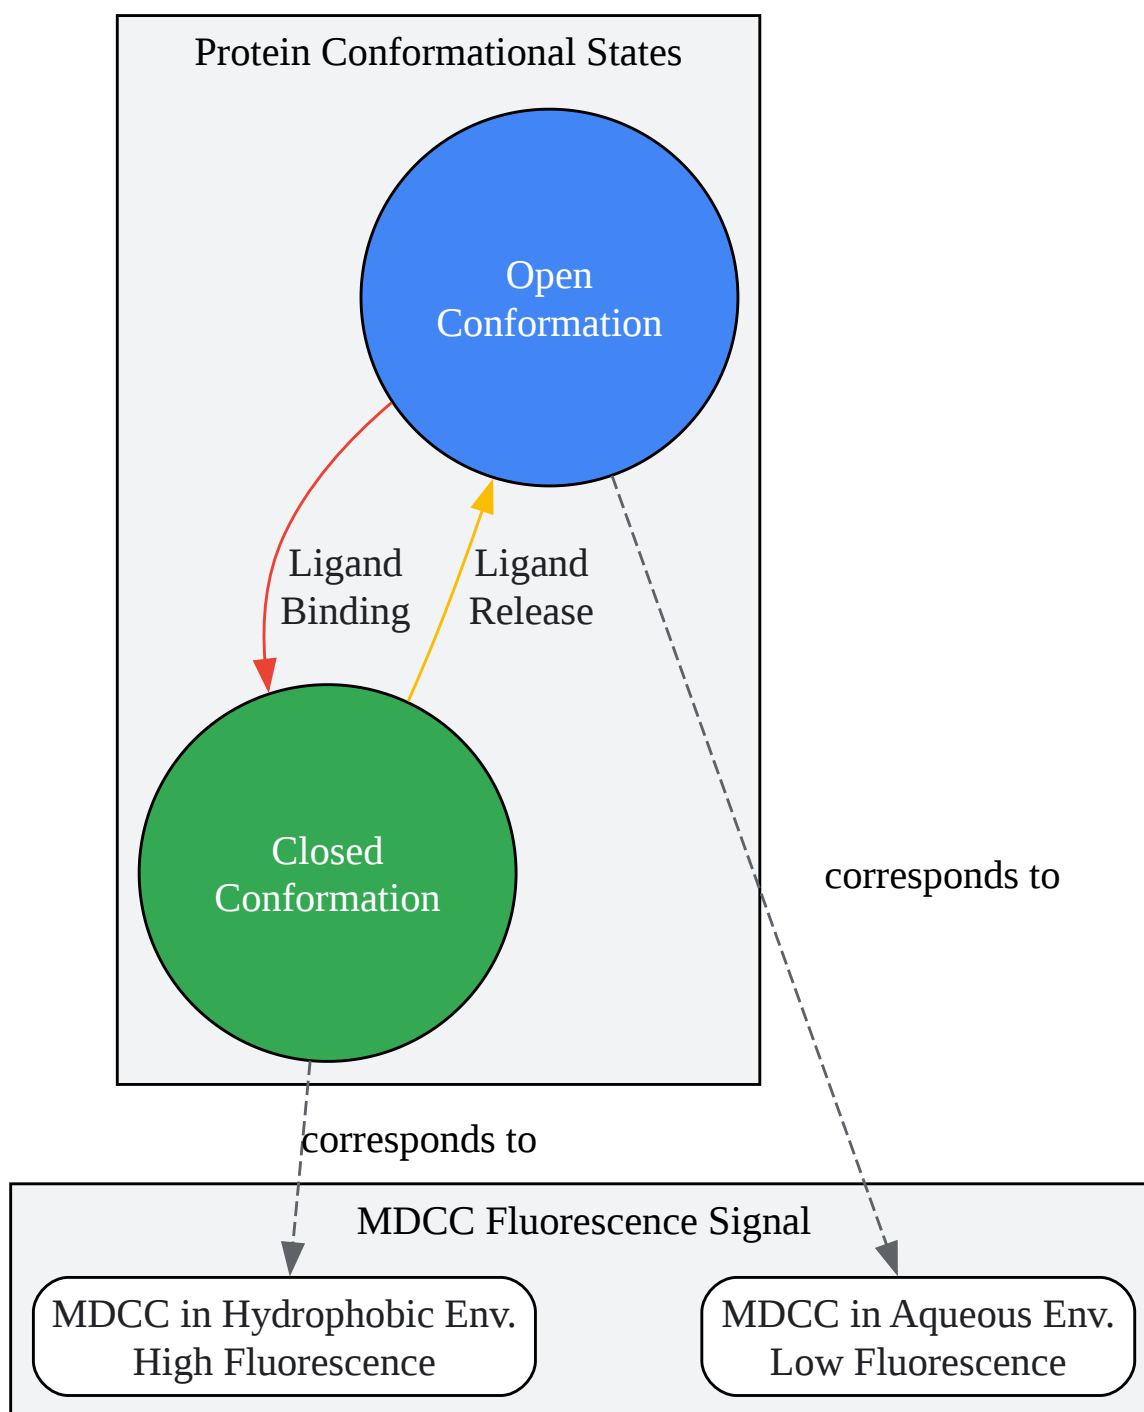 Protein Conformational States
Open
Conformation
Ligand
Binding
Ligand
Release
Closed
Conformation
corresponds to
corresponds to
MDCC Fluorescence Signal
MDCC in Hydrophobic Env.
High Fluorescence
MDCC in Aqueous Env.
Low Fluorescence